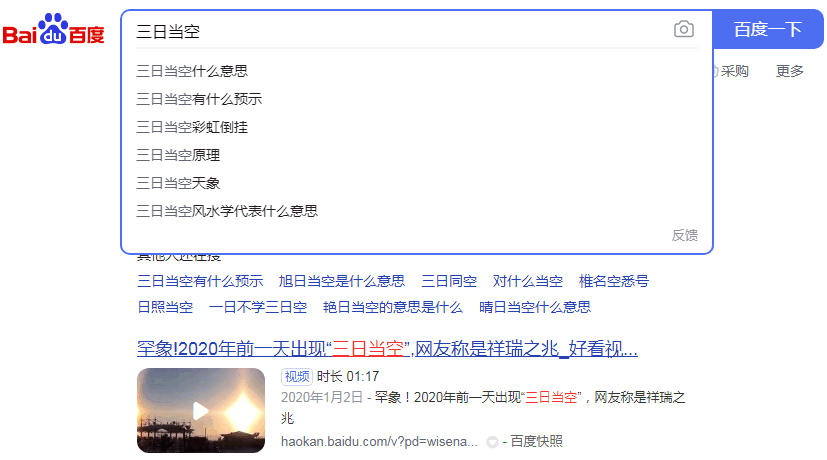 Bai du 百度
三日当空
百度一下
三日当空什么意思
三日当空有什么预示
三日当空彩虹倒挂
三日当空原理
三日当空天象
三日当空风水学代表什么意思
反馈
采购 更多
其他人还在搜
三日当空有什么预示 旭日当空是什么意思 三日同空 对什么当空 椎名空悉号
日照当空 一日不学三日空 艳日当空的意思是什么 晴日当空什么意思
罕象!2020年前一天出现“三日当空”,网友称是祥瑞之兆_好看视...
视频 时长 01:17
2020年1月2日 - 罕象！2020年前一天出现“三日当空”，网友称是祥瑞之
兆
haokan.baidu.com/v?pd=wisena... - 百度快照